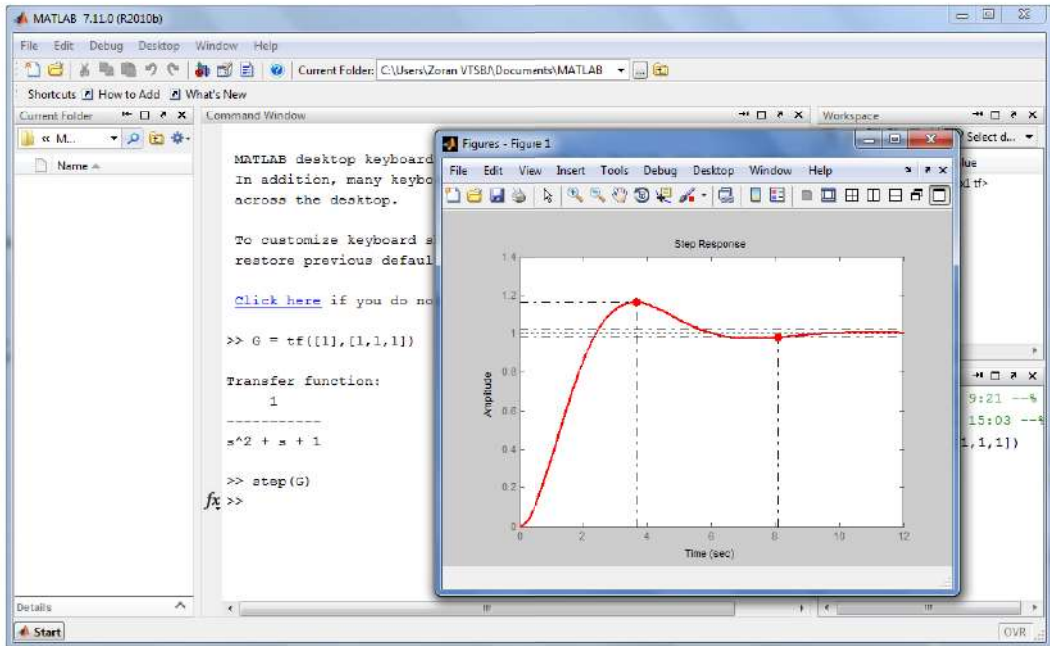 MATLAB 7.11.0 (R2010b)
File Edit Debug Desktop Window Help
Current Folder: C:\Users\Zoran VTSBJ\Documents\MATLAB
Shortcuts How to Add What's New
Current Folder
« M...
Name
Command Window
MATLAB desktop keyboard
In addition, many keybo
across the desktop.
To customize keyboard s
restore previous defaul
Click here if you do no
>> G = tf([1],[1,1,1])
Transfer function:
1
-----------
s^2 + s + 1
>> step(G)
fx >>
Workspace
Select d...
lue
tf>
Figures - Figure 1
File Edit View Insert Tools Debug Desktop Window Help
Step Response
Amplitude
1.4
1.2
1
0.8
0.6
0.4
0.2
0
0 2 4 6 8 10 12
Time (sec)
9:21 --%
15:03 --%
1,1,1])
Details
Start
OVR